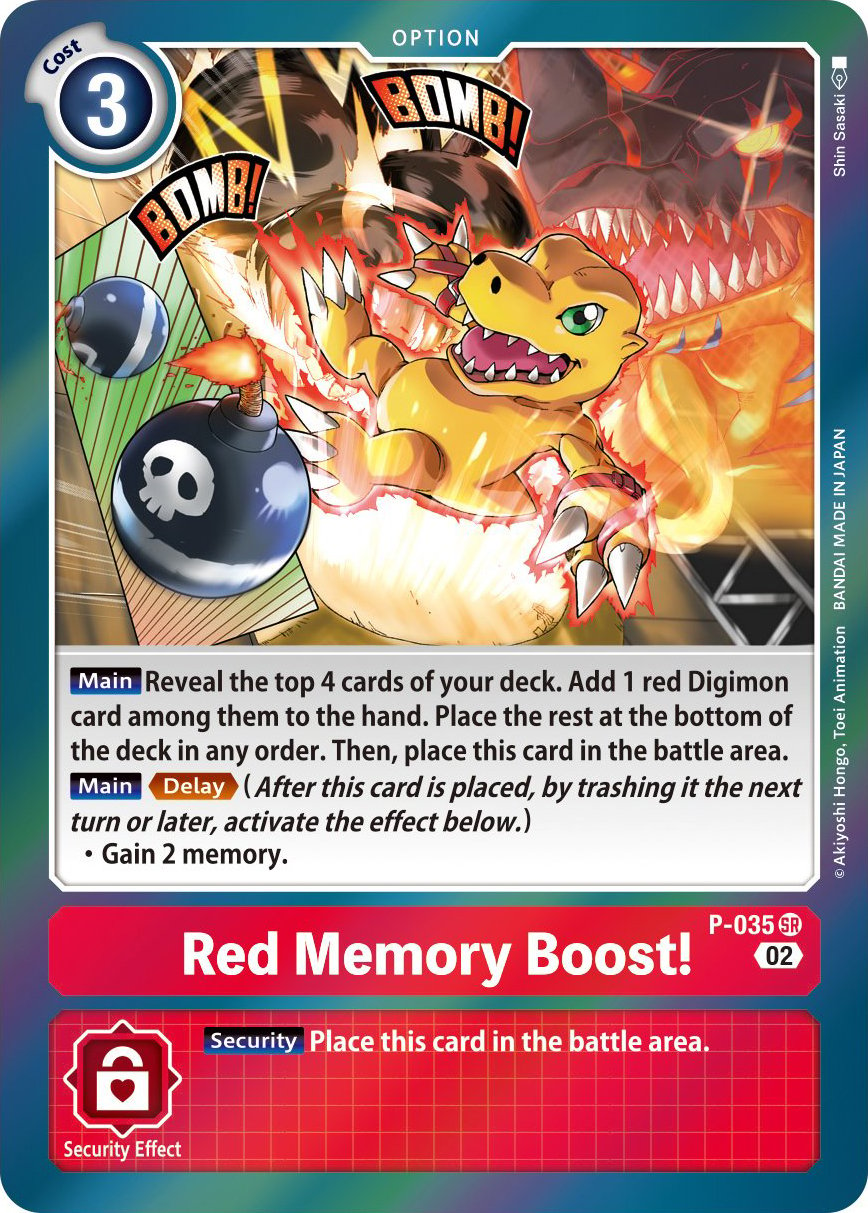 OPTION
Cost
3
BOMB!
BOMB!
Shin Sasaki
Main Reveal the top 4 cards of your deck. Add 1 red Digimon
card among them to the hand. Place the rest at the bottom of
the deck in any order. Then, place this card in the battle area.
Main Delay (After this card is placed, by trashing it the next
turn or later, activate the effect below.)
・Gain 2 memory.
©Akiyoshi Hongo, Toei Animation BANDAI MADE IN JAPAN
P-035 SR
Red Memory Boost!
02
Security Place this card in the battle area.
Security Effect